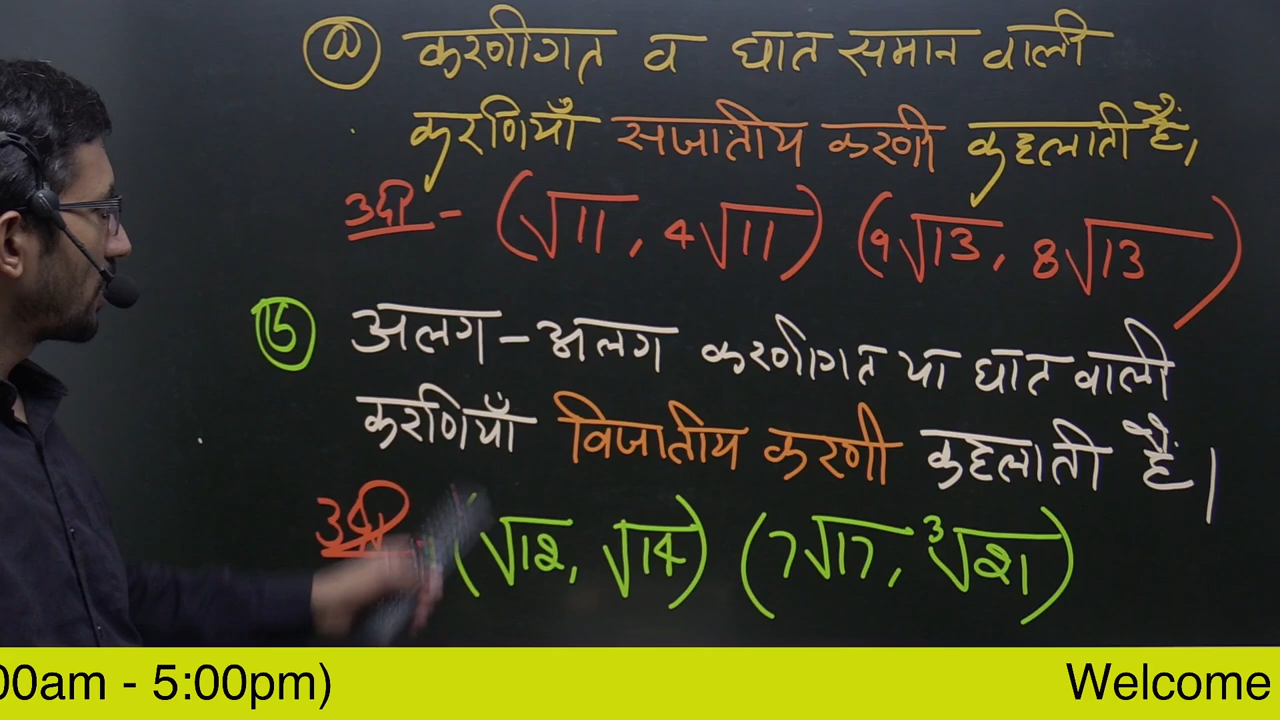 (a) करणीगत व घात समान वाली
करणियाँ सजातीय करणी कहलाती हैं,
उदा - (√11, 4√11) (9√13, 8√13)
(b) अलग-अलग करणीगत या घात वाली
करणियाँ विजातीय करणी कहलाती हैं।
(√12, √14) (7√17, ³√21)
00am - 5:00pm) Welcome